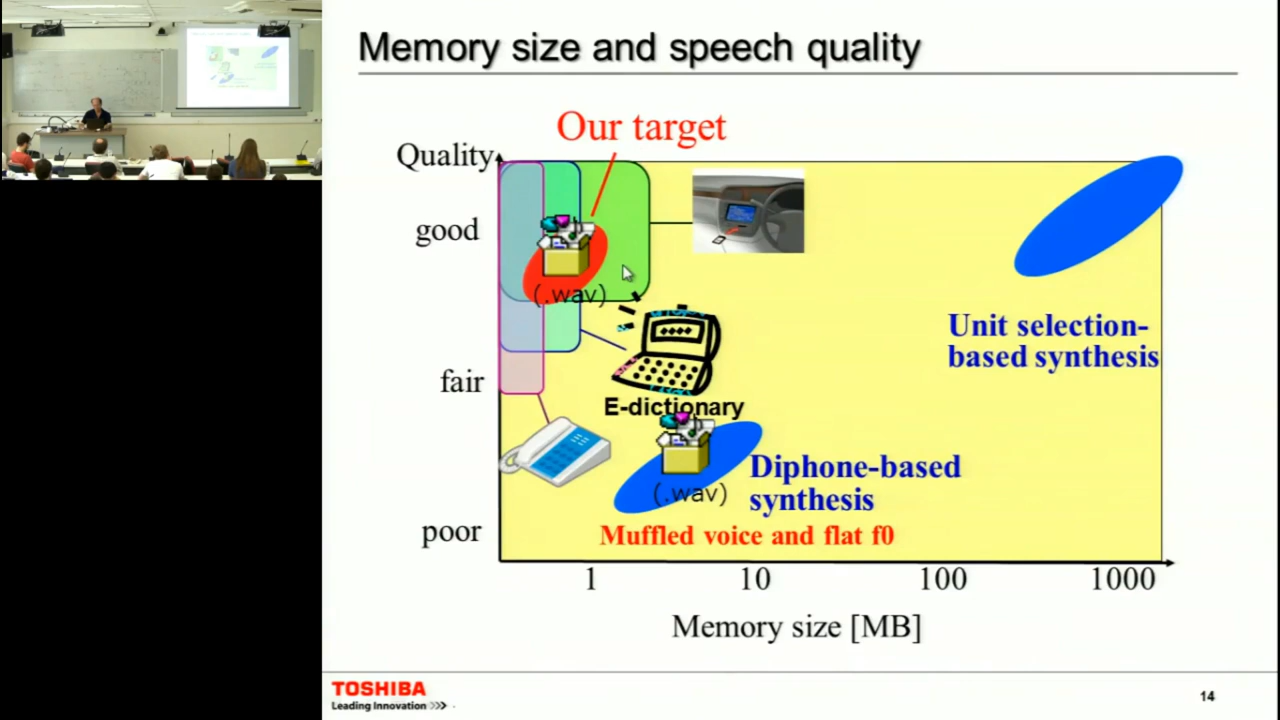 Memory size and speech quality
Our target
Quality
good
(.wav)
fair
E-dictionary
Unit selection-
based synthesis
Diphone-based
synthesis
(.wav)
poor
Muffled voice and flat f0
1
10
100
1000
Memory size [MB]
TOSHIBA
Leading Innovation >>>
14